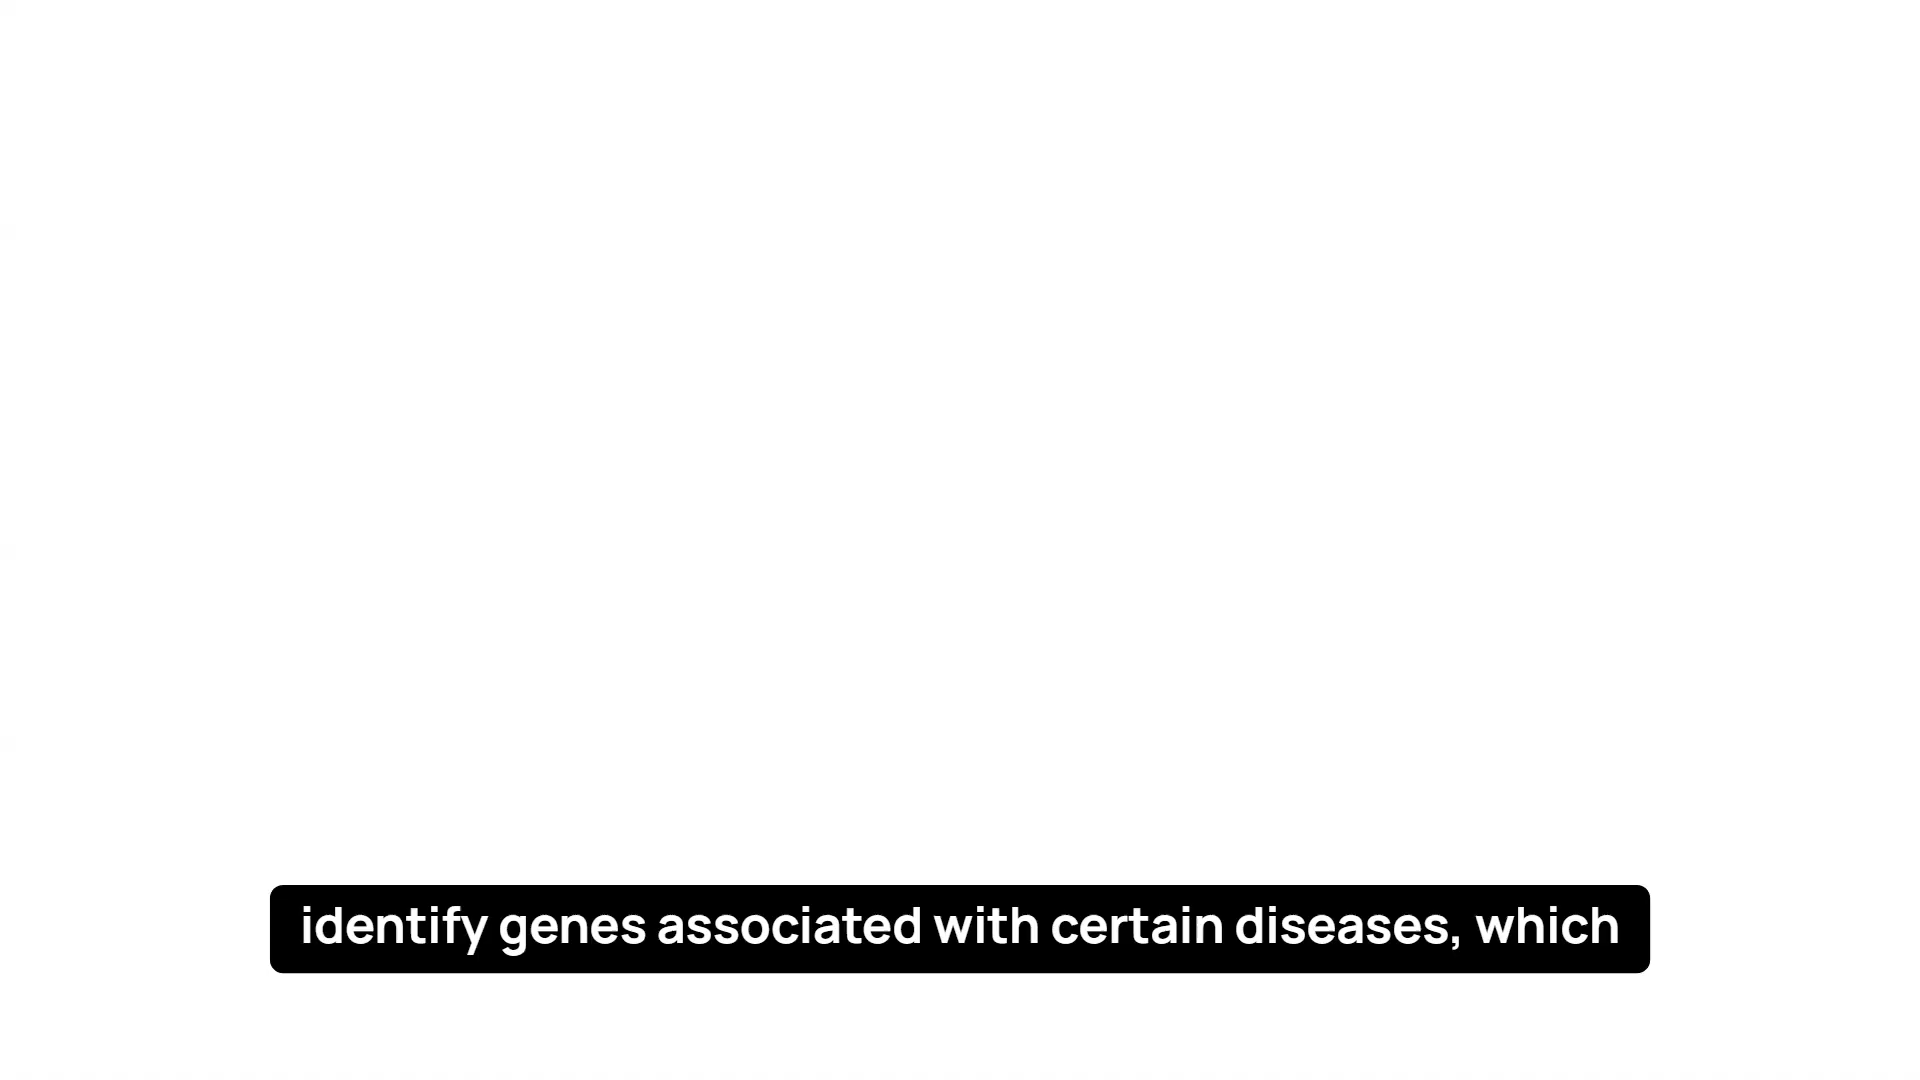 identify genes associated with certain diseases, which